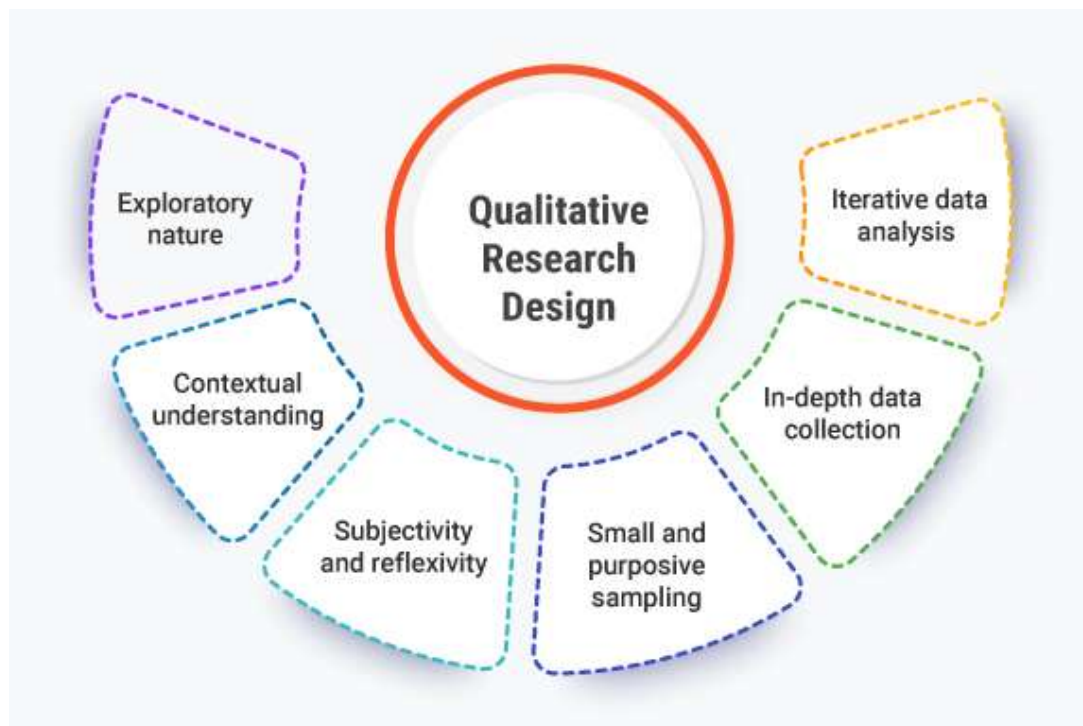 Qualitative
Research
Design
Exploratory
nature
Contextual
understanding
Subjectivity
and reflexivity
Small and
purposive
sampling
In-depth data
collection
Iterative data
analysis